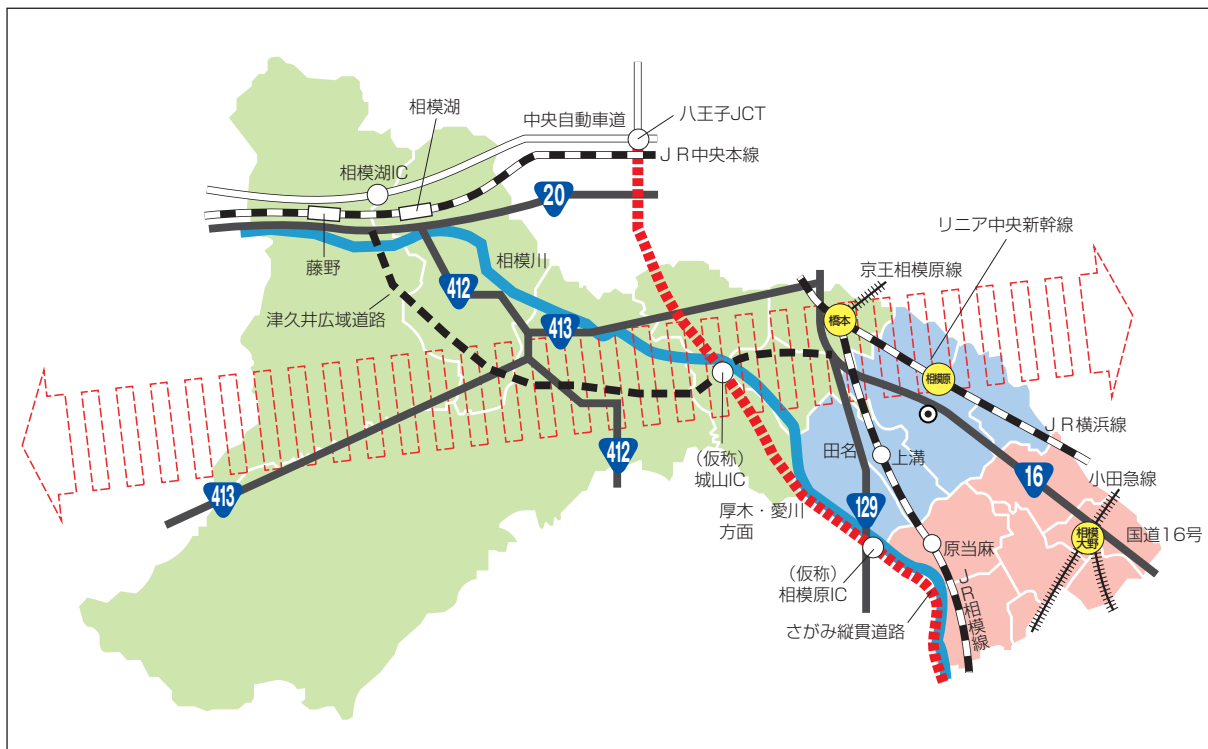 相模湖
中央自動車道
八王子JCT
JR中央本線
相模湖IC
20
リニア中央新幹線
藤野
相模川
京王相模原線
412
津久井広域道路
413
橋本
相模原
JR横浜線
田名
上溝
小田急線
(仮称)
城山IC
412
16
413
厚木・愛川
方面
129
相模
大野
国道16号
原当麻
(仮称)
相模原IC
JR相模線
さがみ縦貫道路